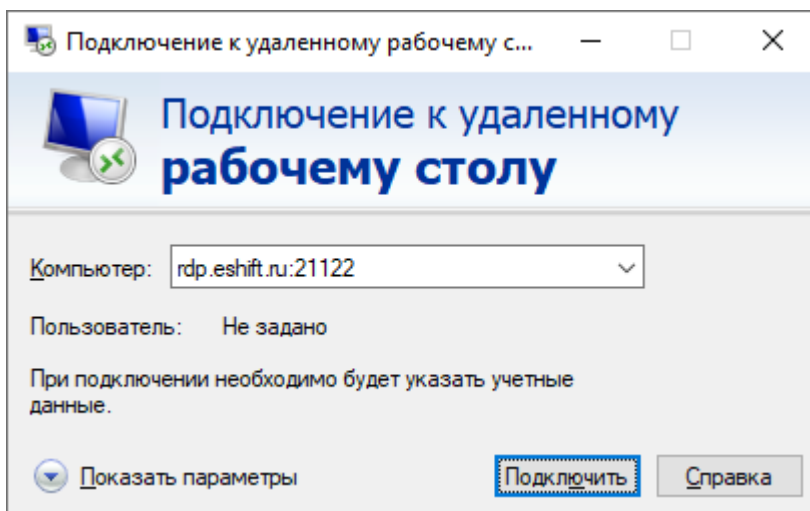 Подключение к удаленному рабочему с...
Подключение к удаленному
рабочему столу
Компьютер: rdp.eshift.ru:21122
Пользователь: Не задано
При подключении необходимо будет указать учетные
данные.
Показать параметры Подключить Справка